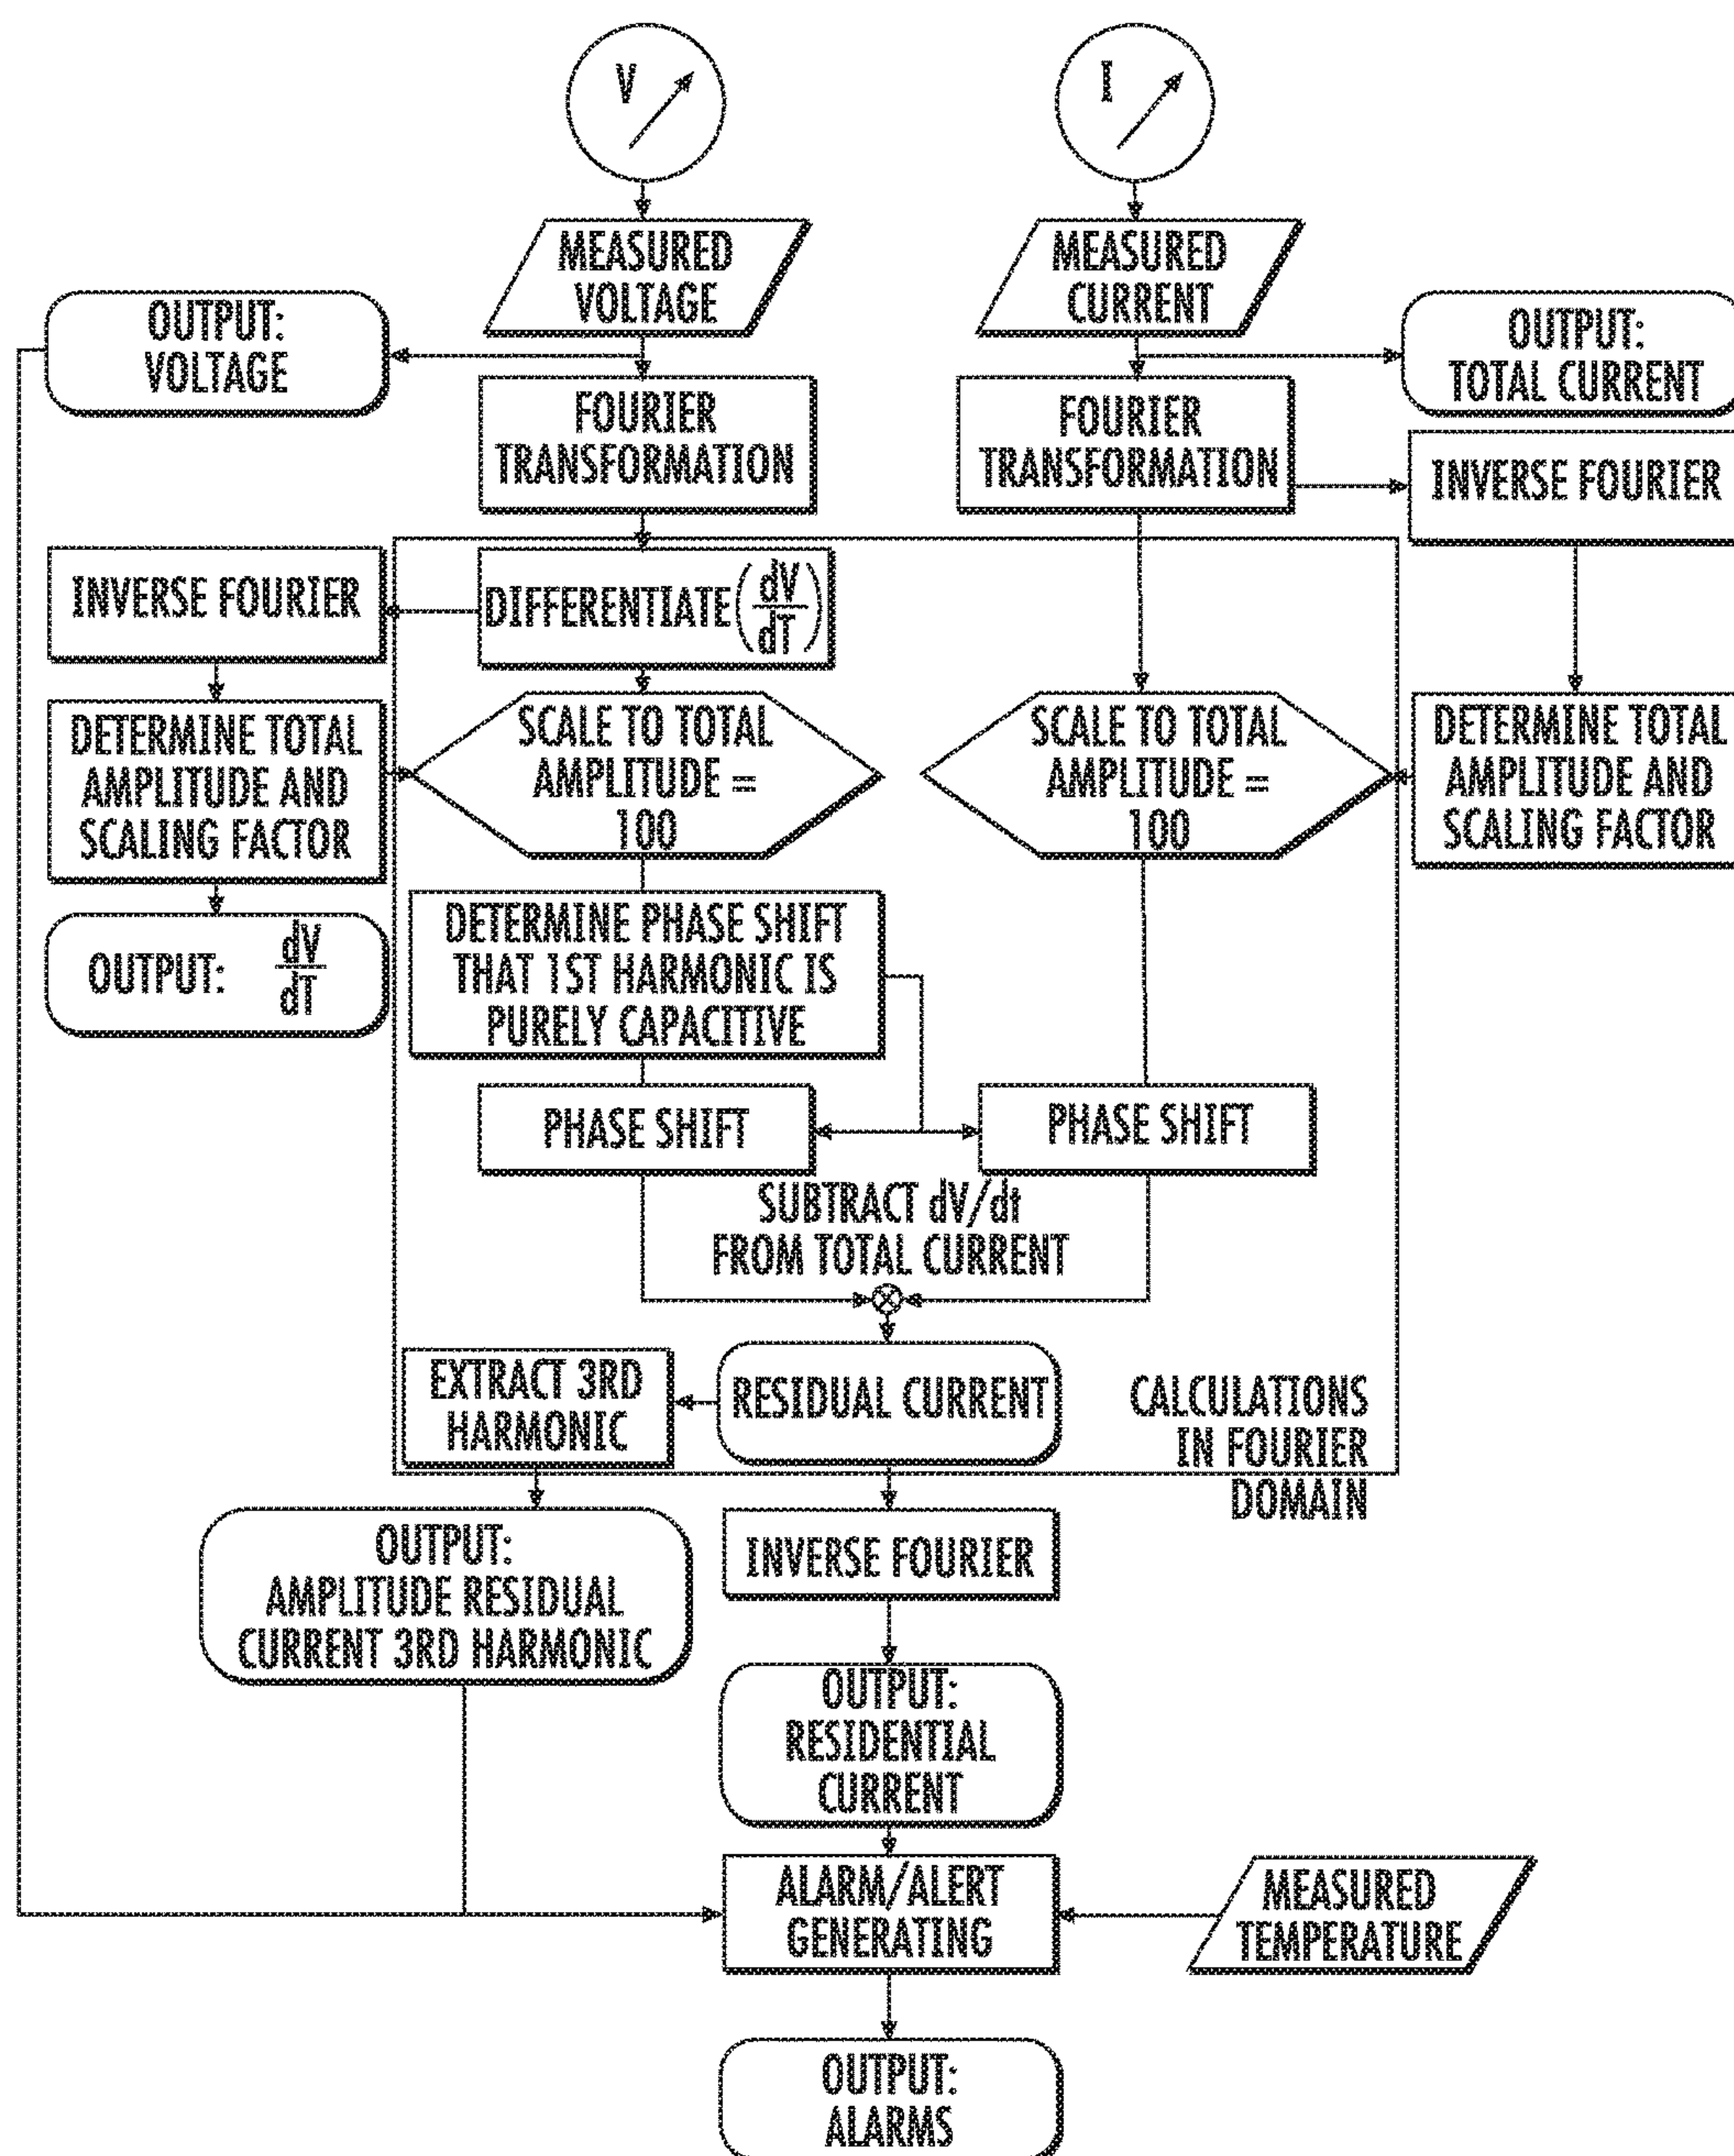 V
I
MEASURED
VOLTAGE
MEASURED
CURRENT
OUTPUT:
VOLTAGE
OUTPUT:
TOTAL CURRENT
FOURIER
TRANSFORMATION
FOURIER
TRANSFORMATION
INVERSE FOURIER
INVERSE FOURIER
DIFFERENTIATE (dV/dT)
DETERMINE TOTAL
AMPLITUDE AND
SCALING FACTOR
SCALE TO TOTAL
AMPLITUDE =
100
SCALE TO TOTAL
AMPLITUDE =
100
DETERMINE TOTAL
AMPLITUDE AND
SCALING FACTOR
OUTPUT: dV/dT
DETERMINE PHASE SHIFT
THAT 1ST HARMONIC IS
PURELY CAPACITIVE
PHASE SHIFT
PHASE SHIFT
SUBTRACT dV/dt
FROM TOTAL CURRENT
EXTRACT 3RD
HARMONIC
RESIDUAL CURRENT
CALCULATIONS
IN FOURIER
DOMAIN
OUTPUT:
AMPLITUDE RESIDUAL
CURRENT 3RD HARMONIC
INVERSE FOURIER
OUTPUT:
RESIDENTIAL
CURRENT
ALARM/ALERT
GENERATING
MEASURED
TEMPERATURE
OUTPUT:
ALARMS